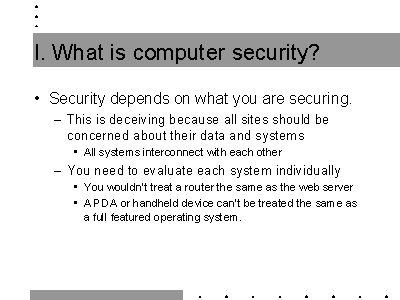 I. What is computer security?
• Security depends on what you are securing.
– This is deceiving because all sites should be
concerned about their data and systems
• All systems interconnect with each other
– You need to evaluate each system individually
• You wouldn't treat a router the same as the web server
• A PDA or handheld device can't be treated the same as
a full featured operating system.